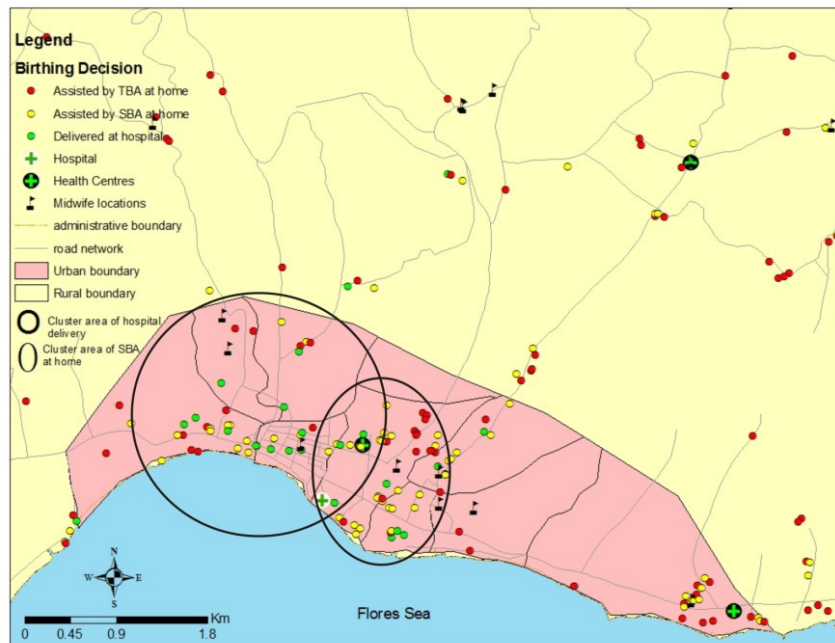 Legend
Birthing Decision
Assisted by TBA at home
Assisted by SBA at home
Delivered at hospital
Hospital
Health Centres
Midwife locations
administrative boundary
road network
Urban boundary
Rural boundary
Cluster area of hospital
delivery
Cluster area of SBA
at home
N
W E
S
Km
0 0.45 0.9 1.8
Flores Sea